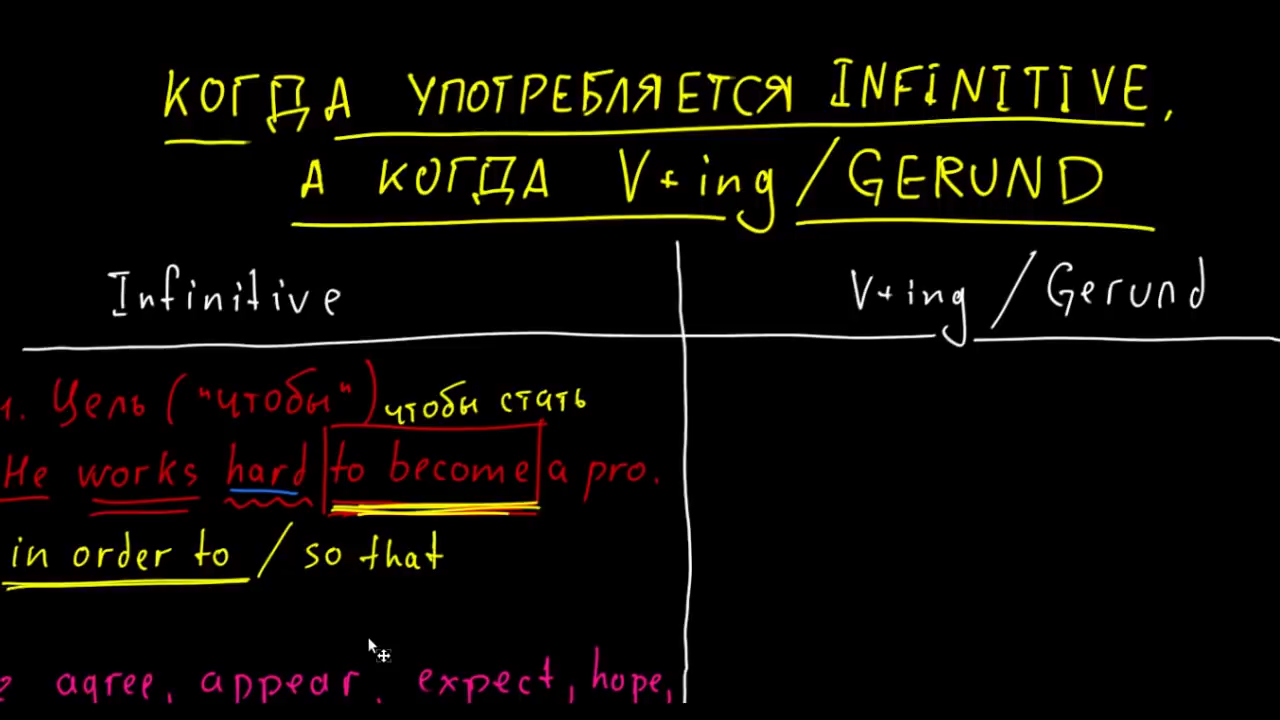 КОГДА УПОТРЕБЛЯЕТСЯ INFINITIVE,
А КОГДА V+ing / GERUND
Infinitive
V+ing / Gerund
1. Цель ("чтобы") чтобы стать
He works hard to become a pro.
in order to / so that
agree, appear, expect, hope,